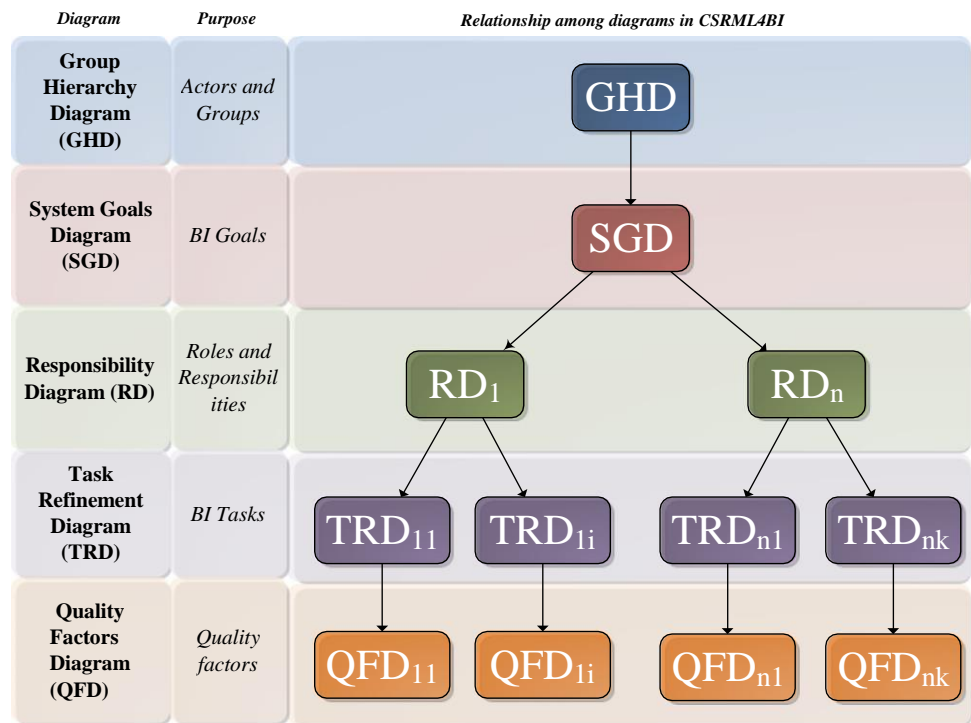 Diagram Purpose Relationship among diagrams in CSRML4BI
Group
Hierarchy
Diagram
(GHD)
Actors and
Groups
GHD
System Goals
Diagram
(SGD)
BI Goals
SGD
Responsibility
Diagram (RD)
Roles and
Responsibil
ities
RD1
RDn
Task
Refinement
Diagram
(TRD)
BI Tasks
TRD11
TRD1i
TRDn1
TRDnk
Quality
Factors
Diagram
(QFD)
Quality
factors
QFD11
QFD1i
QFDn1
QFDnk